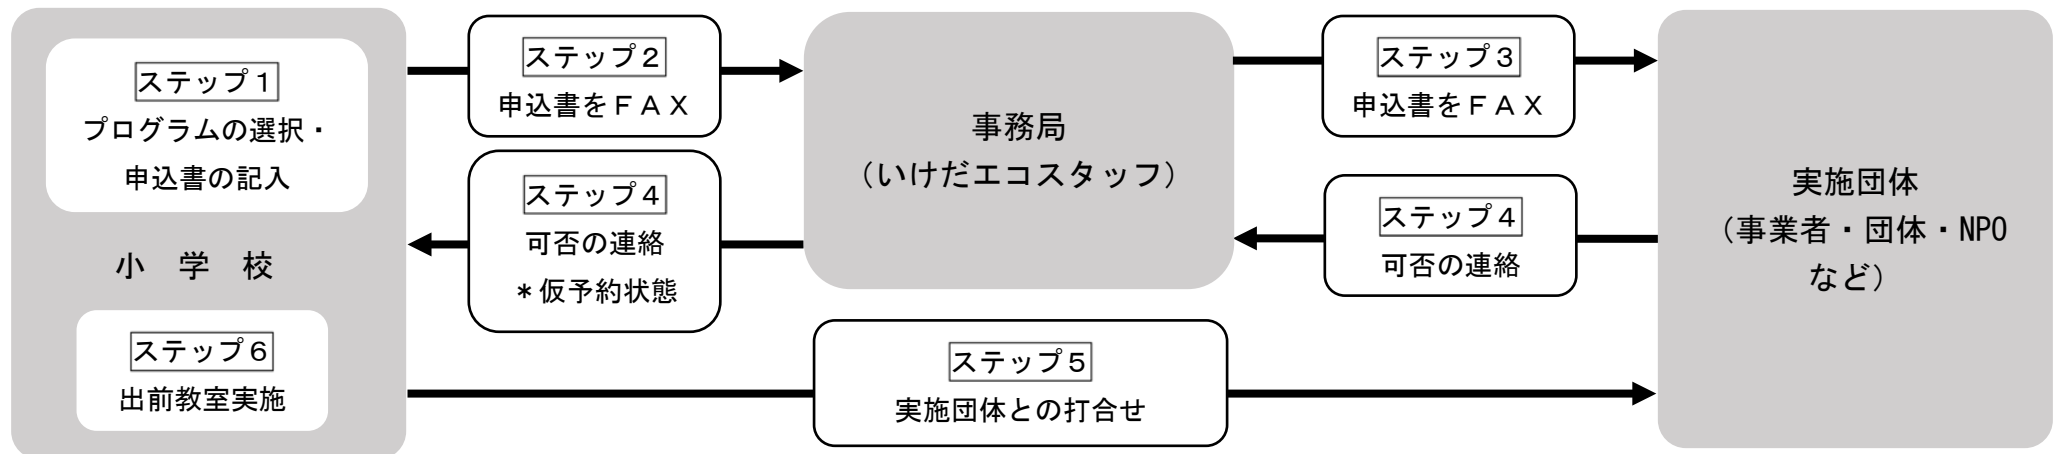 ステップ１
プログラムの選択・
申込書の記入
小　学　校
ステップ６
出前教室実施
ステップ２
申込書をＦＡＸ
ステップ４
可否の連絡
＊仮予約状態
事務局
（いけだエコスタッフ）
ステップ３
申込書をＦＡＸ
ステップ４
可否の連絡
ステップ５
実施団体との打合せ
実施団体
（事業者・団体・NPO
など）